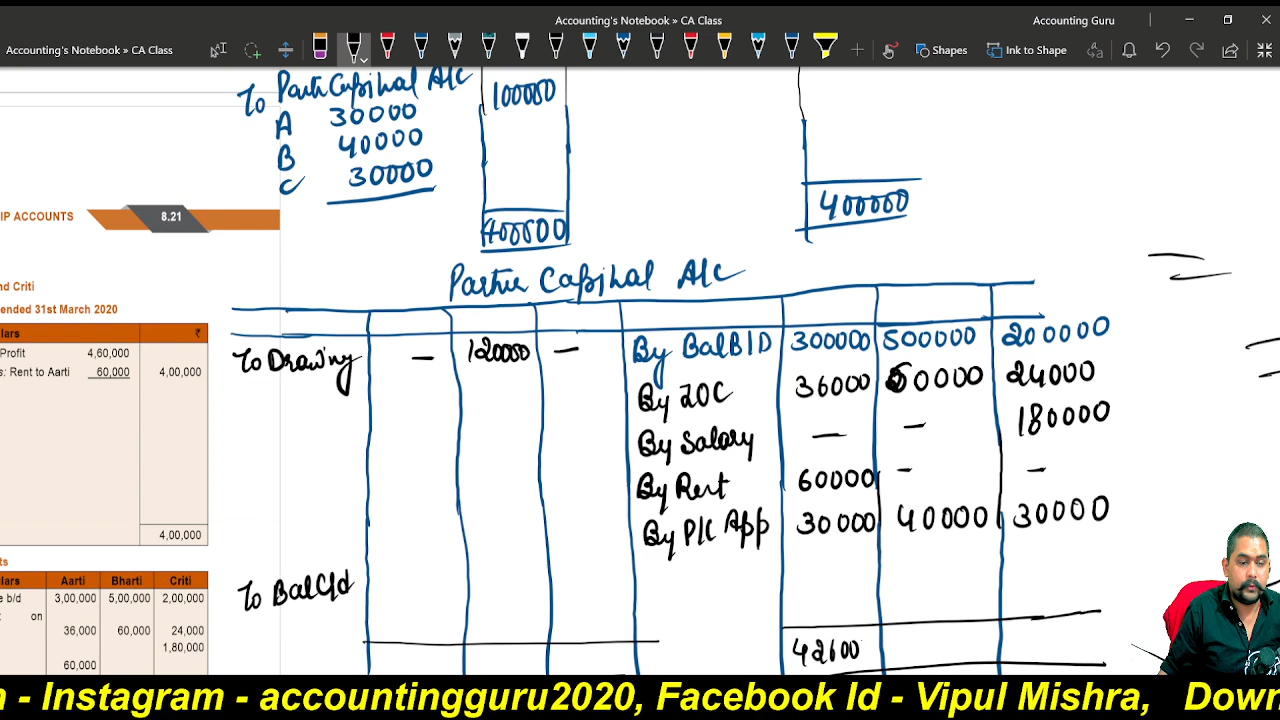 Accounting's Notebook » CA Class
Accounting Guru
Accounting's Notebook » CA Class
Shapes
Ink to Shape
To Partn Capital A/c
100000
A 30000
B 40000
C 30000
400000
400000
IP ACCOUNTS
8.21
nd Criti
ended 31st March 2020
lars
₹
Profit 4,60,000
s: Rent to Aarti 60,000 4,00,000
4,00,000
ts
lars Aarti Bharti Criti
e b/d 3,00,000 5,00,000 2,00,000
on
36,000 60,000 24,000
1,80,000
60,000
Partner Capital A/c
To Drawing — 120000 — By Bal B/D 300000 500000 200000
By IOC 36000 60000 24000
By Salary — — 180000
By Rent 60000 - -
By P/L App 30000 40000 30000
To Bal C/d
42600
- Instagram - accountingguru2020, Facebook Id - Vipul Mishra, Down